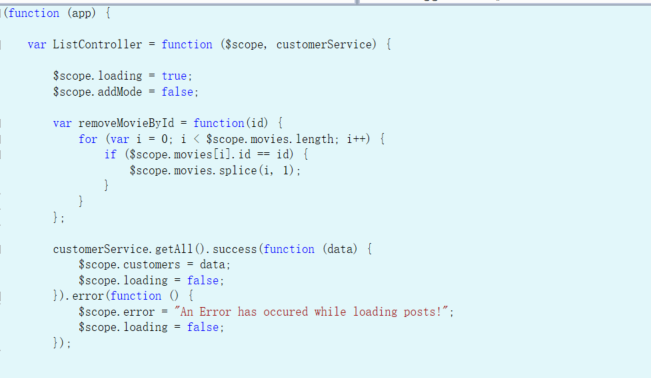 (function (app) {
var ListController = function ($scope, customerService) {
$scope.loading = true;
$scope.addMode = false;
var removeMovieById = function(id) {
for (var i = 0; i < $scope.movies.length; i++) {
if ($scope.movies[i].id == id) {
$scope.movies.splice(i, 1);
}
}
};
customerService.getAll().success(function (data) {
$scope.customers = data;
$scope.loading = false;
}).error(function () {
$scope.error = "An Error has occured while loading posts!";
$scope.loading = false;
});